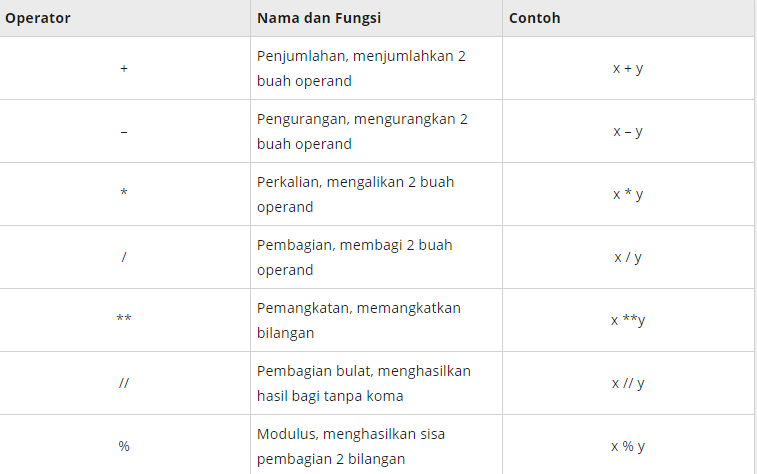 Operator Nama dan Fungsi Contoh
+ Penjumlahan, menjumlahkan 2 x + y
buah operand
– Pengurangan, mengurangkan 2 x – y
buah operand
* Perkalian, mengalikan 2 buah x * y
operand
/ Pembagian, membagi 2 buah x / y
operand
** Pemangkatan, memangkatkan x **y
bilangan
// Pembagian bulat, menghasilkan x // y
hasil bagi tanpa koma
% Modulus, menghasilkan sisa x % y
pembagian 2 bilangan